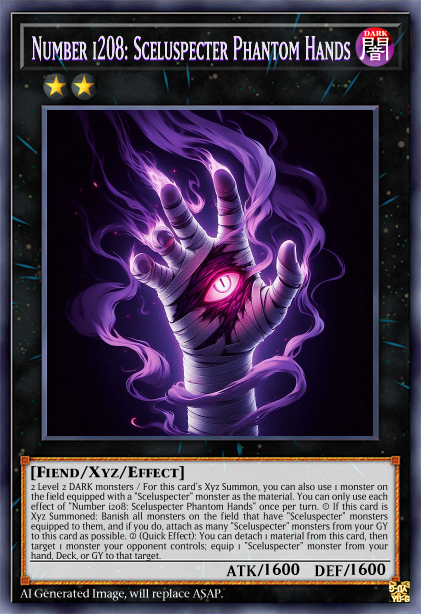 Number 1208: Sceluspecter Phantom Hands
DARK
闇
[Fiend/Xyz/Effect]
2 Level 2 DARK monsters / For this card's Xyz Summon, you can also use 1 monster on
the field equipped with a "Sceluspecter" monster as the material. You can only use each
effect of "Number 1208: Sceluspecter Phantom Hands" once per turn. ① If this card is
Xyz Summoned: Banish all monsters on the field that have "Sceluspecter" monsters
equipped to them, and if you do, attach as many "Sceluspecter" monsters from your GY
to this card as possible. ② (Quick Effect): You can detach 1 material from this card, then
target 1 monster your opponent controls; equip 1 "Sceluspecter" monster from your
hand, Deck, or GY to that target.
ATK/1600 DEF/1600
AI Generated Image, will replace ASAP.